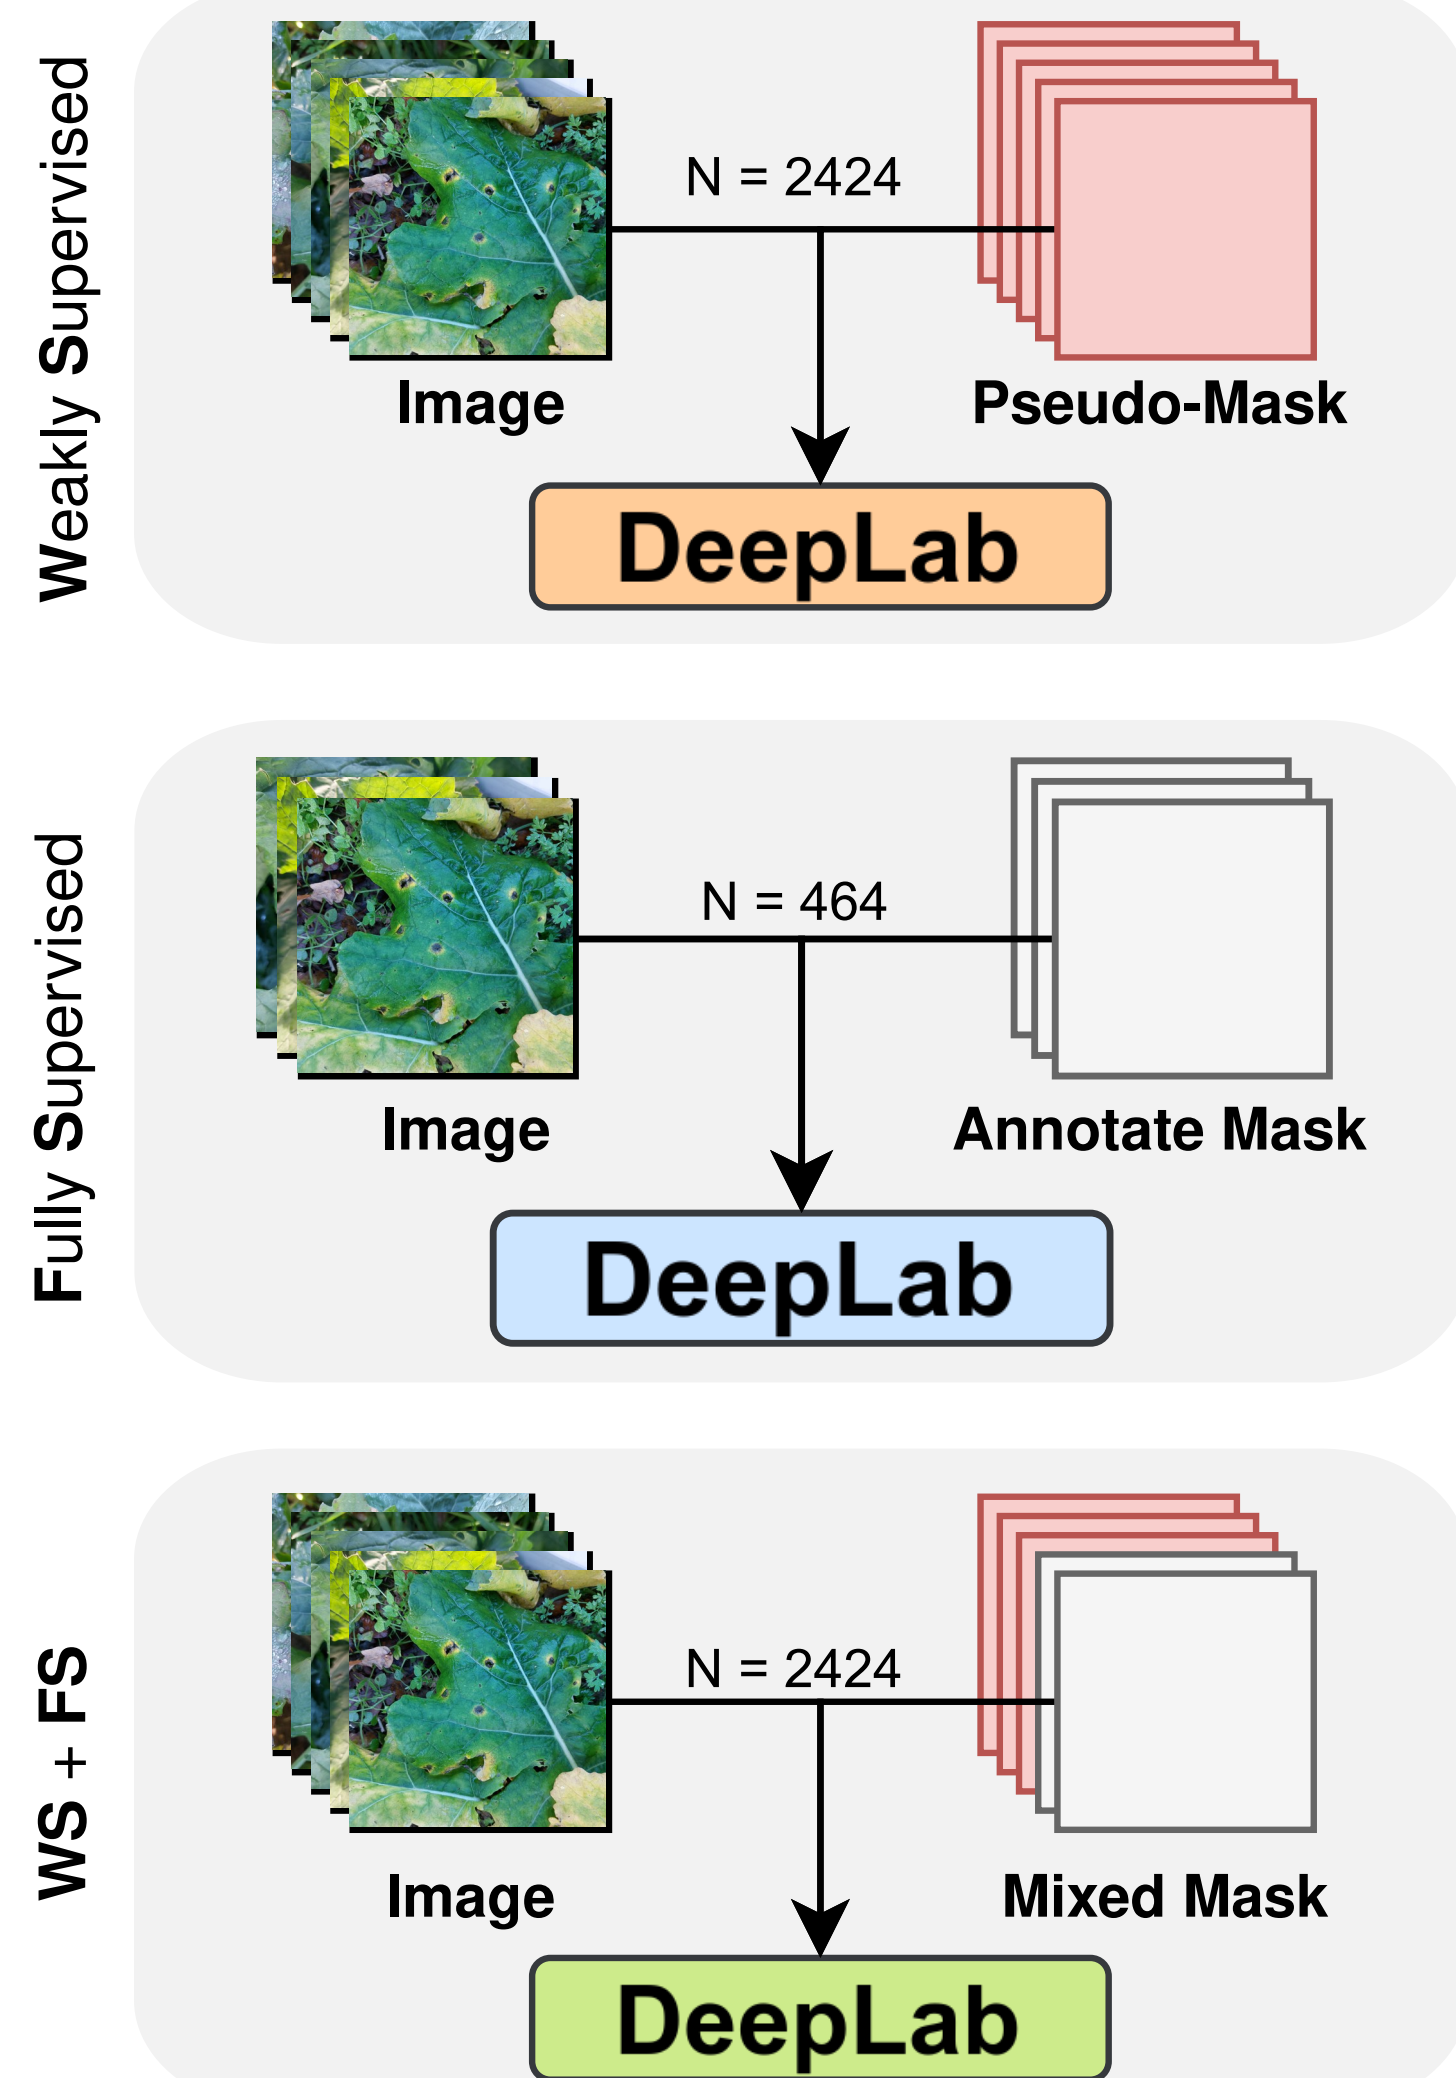 Weakly Supervised
N = 2424
Image
Pseudo-Mask
DeepLab
Fully Supervised
N = 464
Image
Annotate Mask
DeepLab
WS + FS
N = 2424
Image
Mixed Mask
DeepLab